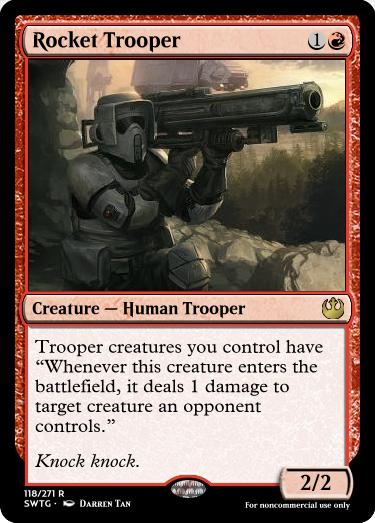 Rocket Trooper 1
Creature — Human Trooper
Trooper creatures you control have
“Whenever this creature enters the
battlefield, it deals 1 damage to
target creature an opponent
controls.”
Knock knock.
2/2
118/271 R
SWTG · Darren Tan
For noncommercial use only